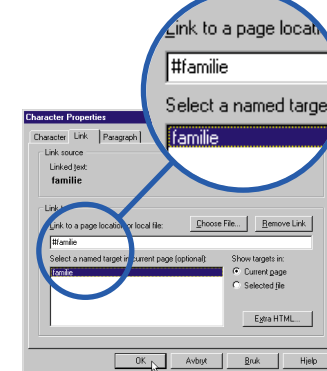 Link to a page locati
#familie
Select a named targe
familie
Character Properties
Character Link Paragraph
Link source
Linked text:
familie
Link to a page location or local file:
Choose File... Remove Link
#familie
Select a named target in current page (optional): Show targets in:
familie
Current page
Selected file
Extra HTML...
OK Avbryt Bruk Hjelp